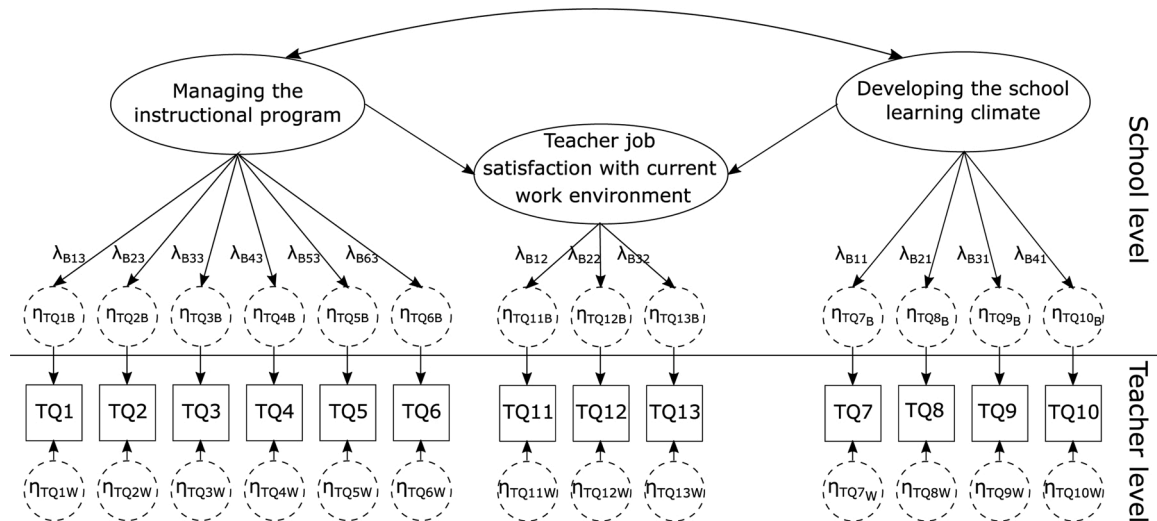 Managing the
instructional program
Developing the school
learning climate
Teacher job
satisfaction with current
work environment
School level
λB13 λB23 λB33 λB43 λB53 λB63 λB12 λB22 λB32 λB11 λB21 λB31 λB41
ηTQ1B ηTQ2B ηTQ3B ηTQ4B ηTQ5B ηTQ6B ηTQ11B ηTQ12B ηTQ13B ηTQ7B ηTQ8B ηTQ9B ηTQ10B
TQ1 TQ2 TQ3 TQ4 TQ5 TQ6 TQ11 TQ12 TQ13 TQ7 TQ8 TQ9 TQ10
ηTQ1W ηTQ2W ηTQ3W ηTQ4W ηTQ5W ηTQ6W ηTQ11W ηTQ12W ηTQ13W ηTQ7W ηTQ8W ηTQ9W ηTQ10W
Teacher level